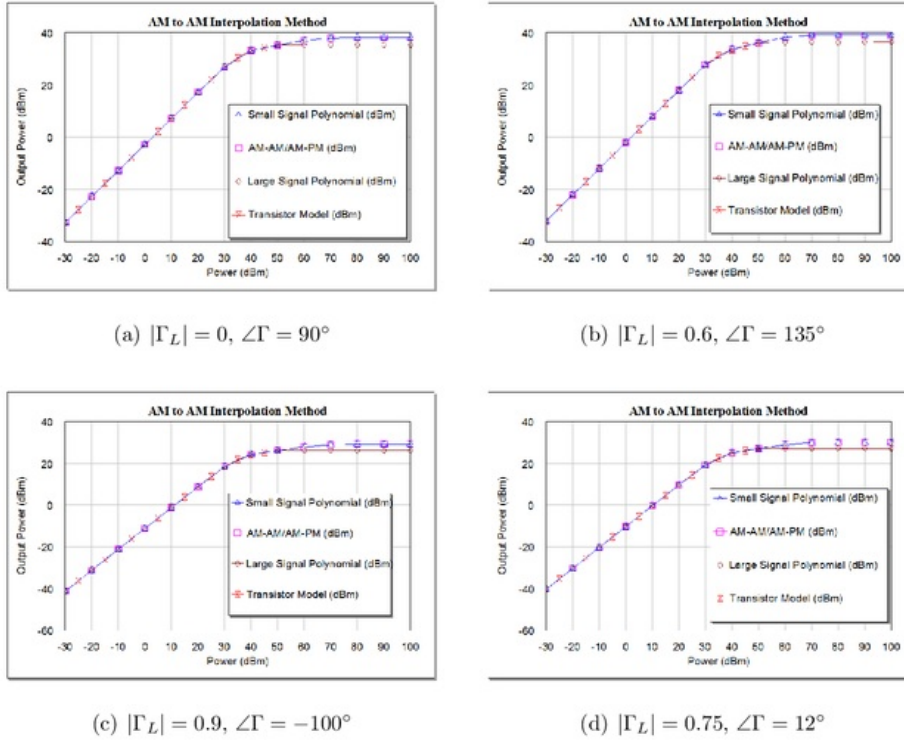 AM to AM Interpolation Method
Output Power (dBm)
40
20
0
-20
-40
Small Signal Polynomial (dBm)
AM-AM/AM-PM (dBm)
Large Signal Polynomial (dBm)
Transistor Model (dBm)
-30 -20 -10 0 10 20 30 40 50 60 70 80 90 100
Power (dBm)
(a) |Γ_L| = 0, ∠Γ = 90°
AM to AM Interpolation Method
Output Power (dBm)
40
20
0
-20
-40
Small Signal Polynomial (dBm)
AM-AM/AM-PM (dBm)
Large Signal Polynomial (dBm)
Transistor Model (dBm)
-30 -20 -10 0 10 20 30 40 50 60 70 80 90 100
Power (dBm)
(b) |Γ_L| = 0.6, ∠Γ = 135°
AM to AM Interpolation Method
Output Power (dBm)
40
20
0
-20
-40
-60
Small Signal Polynomial (dBm)
AM-AM/AM-PM (dBm)
Large Signal Polynomial (dBm)
Transistor Model (dBm)
-30 -20 -10 0 10 20 30 40 50 60 70 80 90 100
Power (dBm)
(c) |Γ_L| = 0.9, ∠Γ = −100°
AM to AM Interpolation Method
Output Power (dBm)
40
20
0
-20
-40
-60
Small Signal Polynomial (dBm)
AM-AM/AM-PM (dBm)
Large Signal Polynomial (dBm)
Transistor Model (dBm)
-30 -20 -10 0 10 20 30 40 50 60 70 80 90 100
Power (dBm)
(d) |Γ_L| = 0.75, ∠Γ = 12°